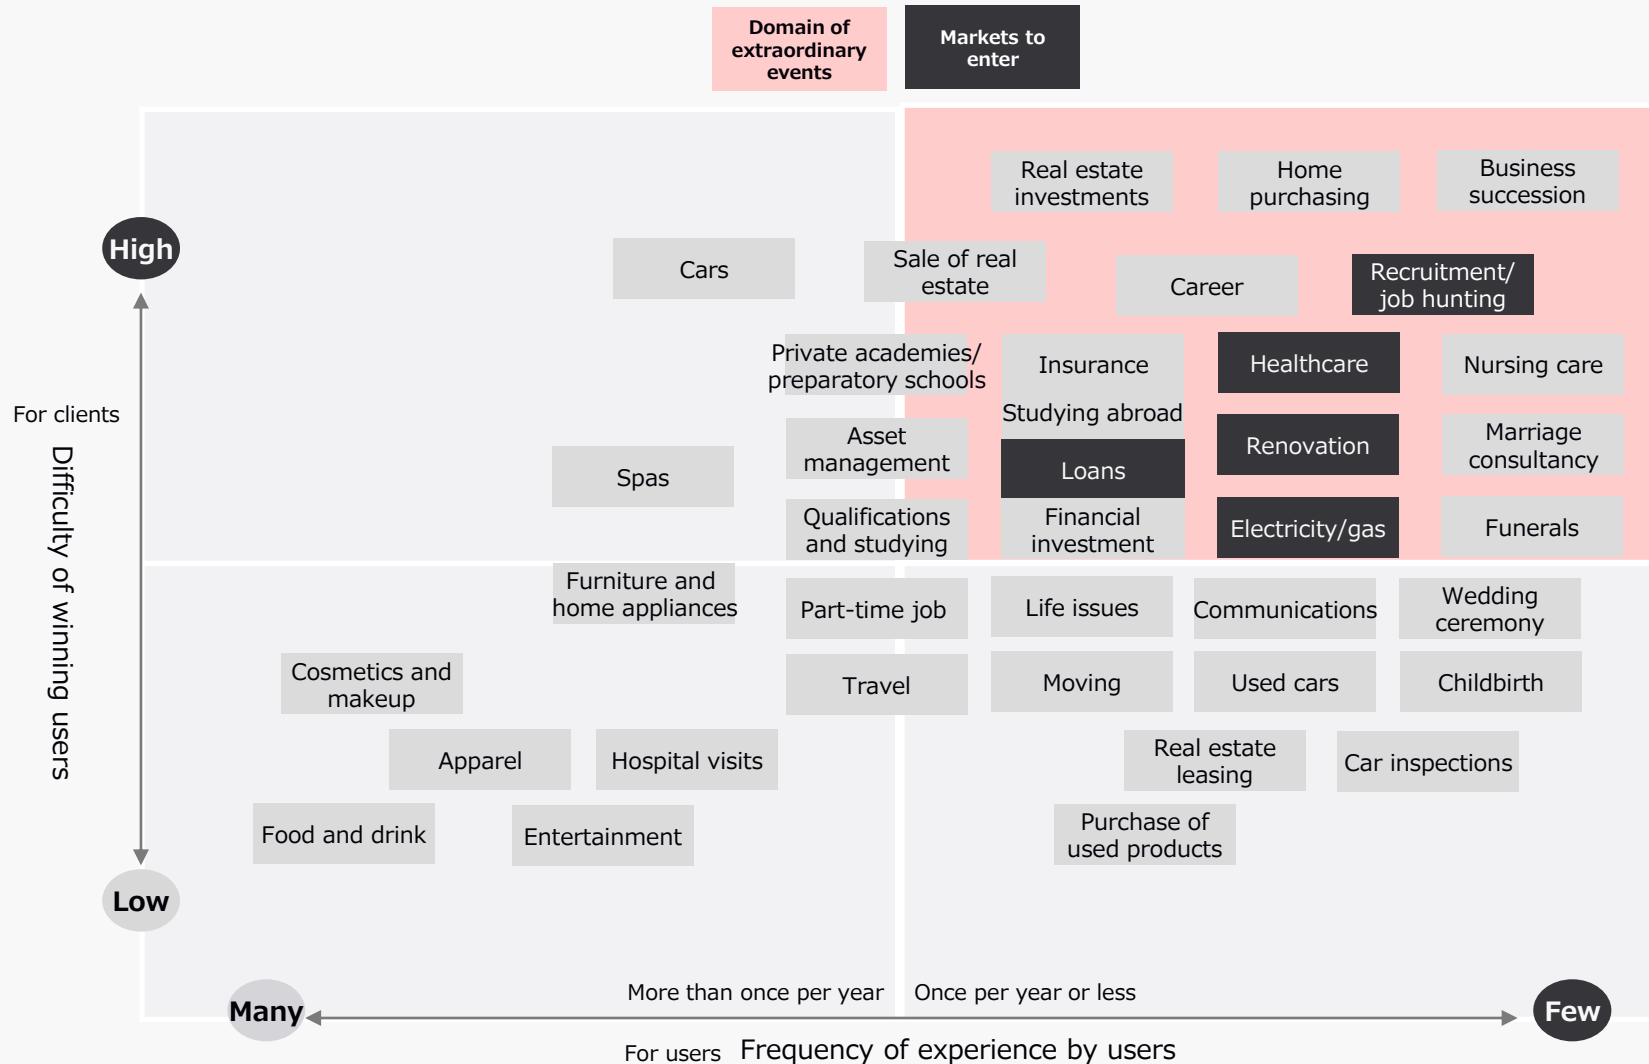 Domain of
extraordinary
events
Markets to
enter
Real estate
investments
Home
purchasing
Business
succession
High
Cars
Sale of real
estate
Career
Recruitment/
job hunting
Private academies/
preparatory schools
Insurance
Healthcare
Nursing care
For clients
Studying abroad
Difficulty of winning users
Asset
management
Renovation
Marriage
consultancy
Spas
Loans
Qualifications
and studying
Financial
investment
Electricity/gas
Funerals
Furniture and
home appliances
Part-time job
Life issues
Communications
Wedding
ceremony
Cosmetics and
makeup
Travel
Moving
Used cars
Childbirth
Apparel
Hospital visits
Real estate
leasing
Car inspections
Food and drink
Entertainment
Purchase of
used products
Low
More than once per year
Once per year or less
Many
Few
For users Frequency of experience by users